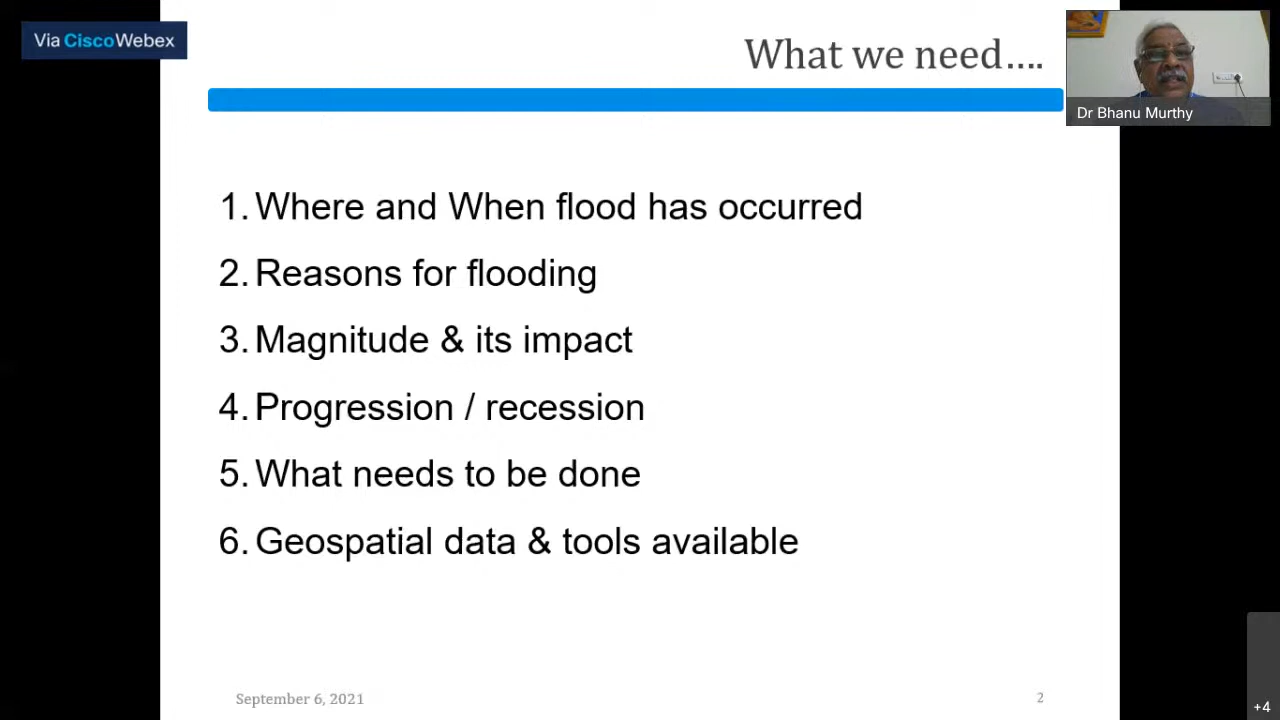 Via CiscoWebex
What we need....
Dr Bhanu Murthy
1. Where and When flood has occurred
2. Reasons for flooding
3. Magnitude & its impact
4. Progression / recession
5. What needs to be done
6. Geospatial data & tools available
September 6, 2021
2
+4